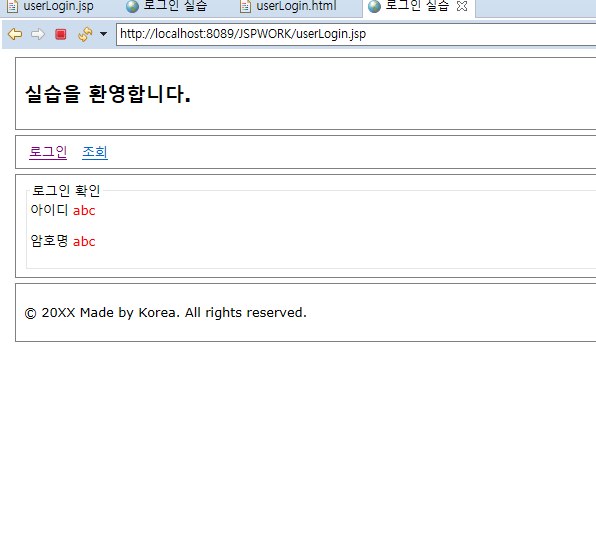 userLogin.jsp 로그인 실습 userLogin.html 로그인 실습
http://localhost:8089/JSPWORK/userLogin.jsp
실습을 환영합니다.
로그인 조회
로그인 확인
아이디 abc
암호명 abc
© 20XX Made by Korea. All rights reserved.